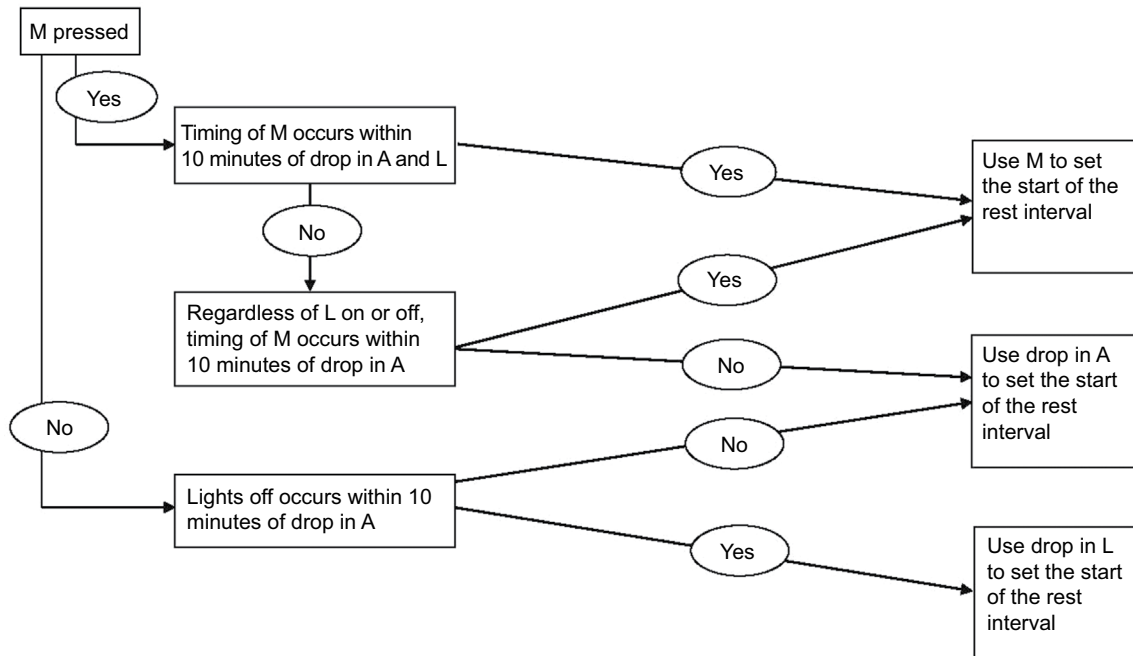 M pressed
Yes
Timing of M occurs within
10 minutes of drop in A and L
Yes
Use M to set
the start of the
rest interval
No
Yes
Regardless of L on or off,
timing of M occurs within
10 minutes of drop in A
No
Use drop in A
to set the start
of the rest
interval
No
No
Lights off occurs within 10
minutes of drop in A
Yes
Use drop in L
to set the start
of the rest
interval